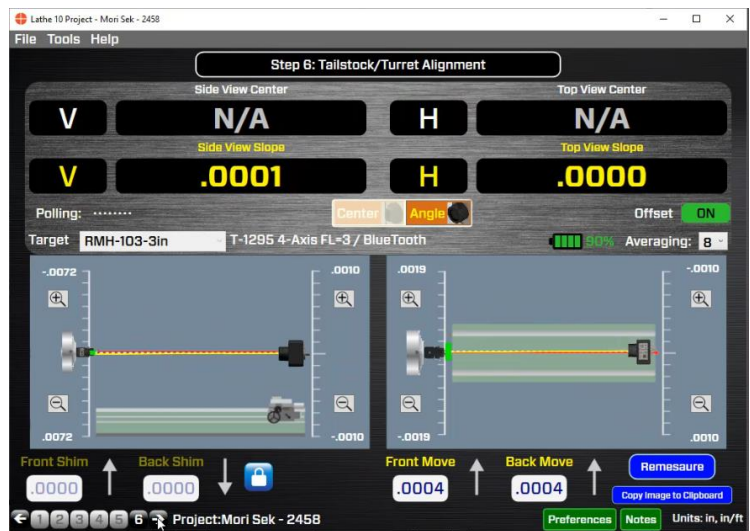 Lathe 10 Project - Mori Sek - 2458
File Tools Help
Step 6: Tailstock/Turret Alignment
Side View Center
Top View Center
V N/A H N/A
Side View Slope
Top View Slope
V .0001 H .0000
Polling: ........
Center Angle
Offset ON
Target RMH-103-3in T-1295 4-Axis FL=3 / BlueTooth 90% Averaging: 8
-.0072 .0010 .0019 -.0010
.0072 -.0010 -.0019 .0010
Front Shim Back Shim Front Move Back Move
Remesaure
.0000 .0000 .0004 .0004
Copy Image to Clipboard
1 2 3 4 5 6 Project:Mori Sek - 2458 Preferences Notes Units: in, in/ft